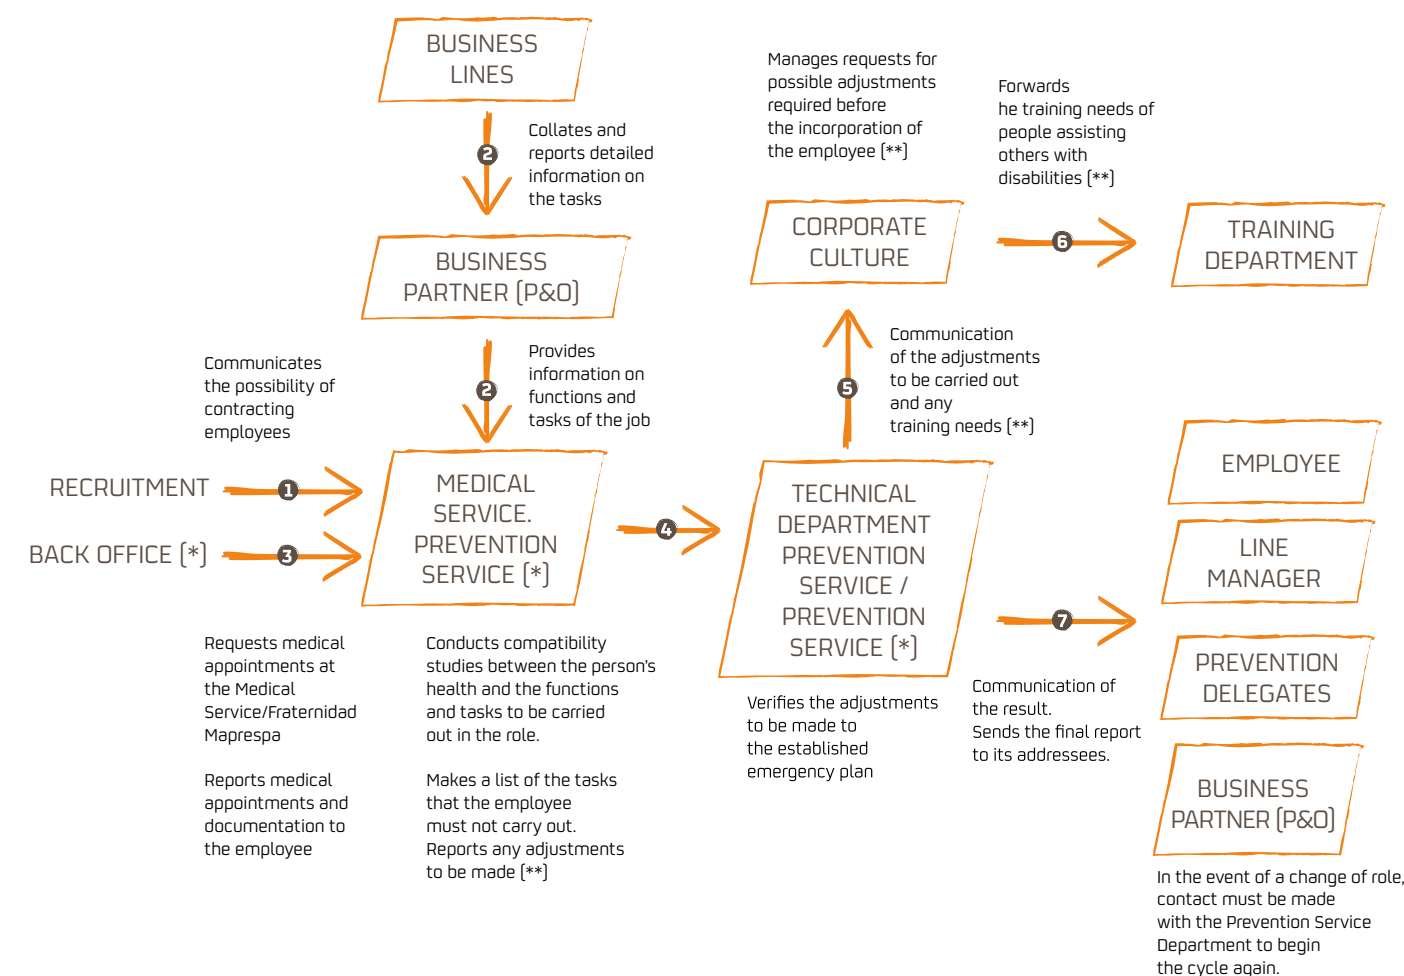 BUSINESS
LINES
2
Collates and
reports detailed
information on
the tasks
BUSINESS
PARTNER (P&O)
2
Provides
information on
functions and
tasks of the job
Communicates
the possibility of
contracting
employees
RECRUITMENT
1
BACK OFFICE (*)
3
Requests medical
appointments at
the Medical
Service/Fraternidad
Maprespa
Reports medical
appointments and
documentation to
the employee
MEDICAL
SERVICE.
PREVENTION
SERVICE (*)
Conducts compatibility
studies between the person's
health and the functions
and tasks to be carried
out in the role.
Makes a list of the tasks
that the employee
must not carry out.
Reports any adjustments
to be made (**)
4
TECHNICAL
DEPARTMENT
PREVENTION
SERVICE /
PREVENTION
SERVICE (*)
Verifies the adjustments
to be made to
the established
emergency plan
5
Communication
of the adjustments
to be carried out
and any
training needs (**)
Manages requests for
possible adjustments
required before
the incorporation of
the employee (**)
CORPORATE
CULTURE
Forwards
he training needs of
people assisting
others with
disabilities (**)
6
TRAINING
DEPARTMENT
7
Communication of
the result.
Sends the final report
to its addressees.
EMPLOYEE
LINE
MANAGER
PREVENTION
DELEGATES
BUSINESS
PARTNER (P&O)
In the event of a change of role,
contact must be made
with the Prevention Service
Department to begin
the cycle again.